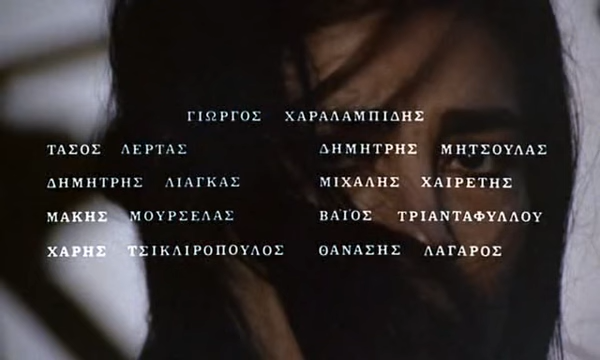 ΓΙΩΡΓΟΣ ΧΑΡΑΛΑΜΠΙΔΗΣ
ΤΑΣΟΣ ΛΕΡΤΑΣ ΔΗΜΗΤΡΗΣ ΜΗΤΣΟΥΛΑΣ
ΔΗΜΗΤΡΗΣ ΛΙΑΓΚΑΣ ΜΙΧΑΛΗΣ ΧΑΙΡΕΤΗΣ
ΜΑΚΗΣ ΜΟΥΡΣΕΛΑΣ ΒΑΪΟΣ ΤΡΙΑΝΤΑΦΥΛΛΟΥ
ΧΑΡΗΣ ΤΣΙΚΛΙΡΟΠΟΥΛΟΣ ΘΑΝΑΣΗΣ ΛΑΓΑΡΟΣ